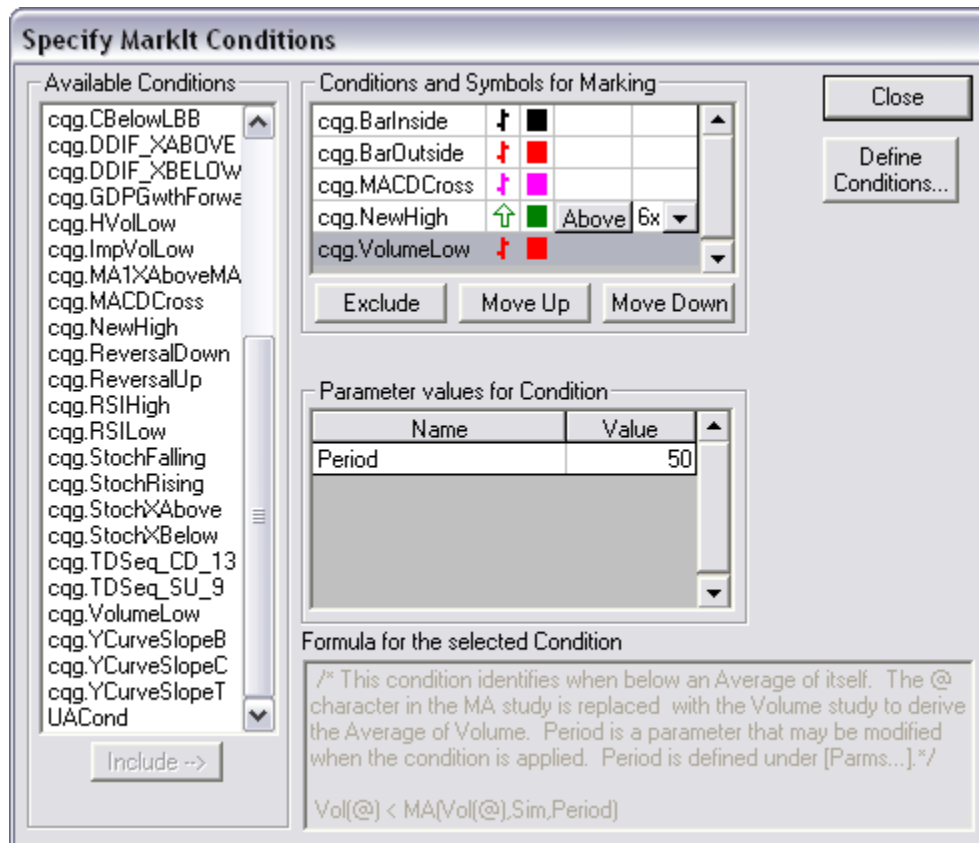 Specify MarkIt Conditions
Available Conditions
cqg.CBelowLBB
cqg.DDIF_XABOVE
cqg.DDIF_XBELOW
cqg.GDPGwthForwa
cqg.HVolLow
cqg.ImpVolLow
cqg.MA1XAboveMA
cqg.MACDCross
cqg.NewHigh
cqg.ReversalDown
cqg.ReversalUp
cqg.RSIHigh
cqg.RSILow
cqg.StochFalling
cqg.StochRising
cqg.StochXAbove
cqg.StochXBelow
cqg.TDSeq_CD_13
cqg.TDSeq_SU_9
cqg.VolumeLow
cqg.YCurveSlopeB
cqg.YCurveSlopeC
cqg.YCurveSlopeT
UACond
Include -->
Conditions and Symbols for Marking
cqg.BarInside
cqg.BarOutside
cqg.MACDCross
cqg.NewHigh Above 6x
cqg.VolumeLow
Exclude Move Up Move Down
Parameter values for Condition
Name Value
Period 50
Formula for the selected Condition
/* This condition identifies when below an Average of itself.  The @
character in the MA study is replaced  with the Volume study to derive
the Average of Volume.  Period is a parameter that may be modified
when the condition is applied.  Period is defined under [Parms...].*/
Vol(@) < MA(Vol(@),Sim,Period)
Close
Define
Conditions...